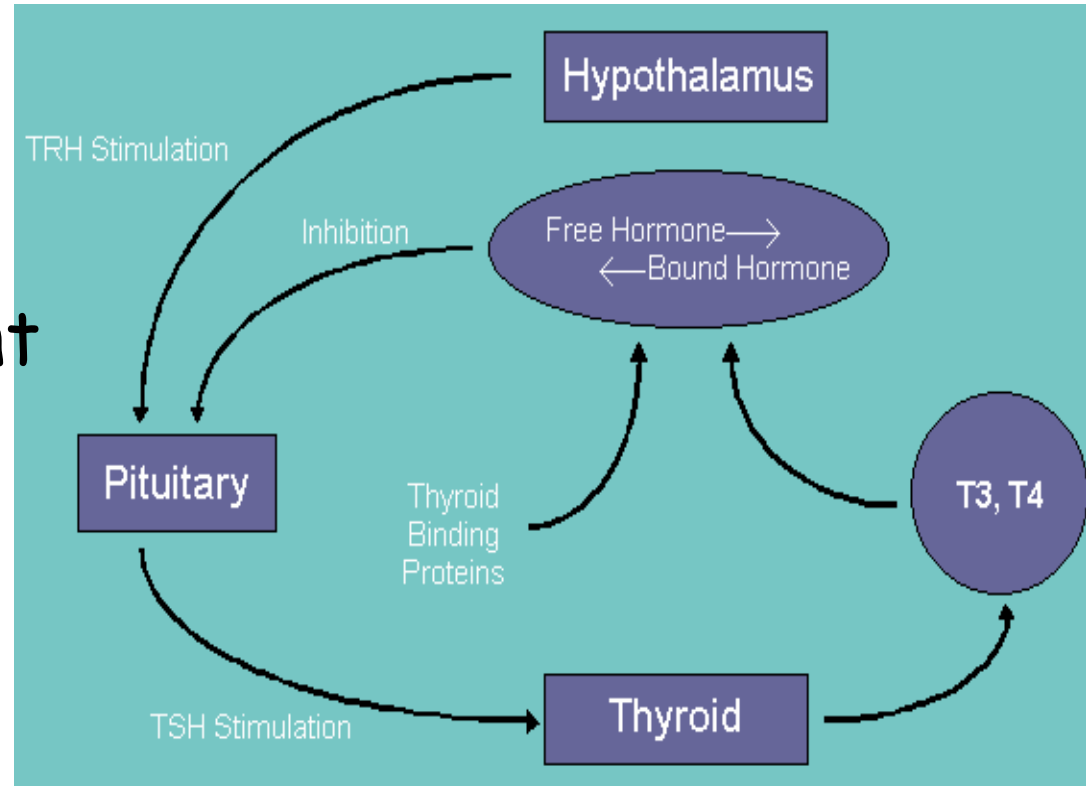 Hypothalamus
TRH Stimulation
Inhibition
Free Hormone
Bound Hormone
Pituitary
Thyroid
Binding
Proteins
T3, T4
TSH Stimulation
Thyroid